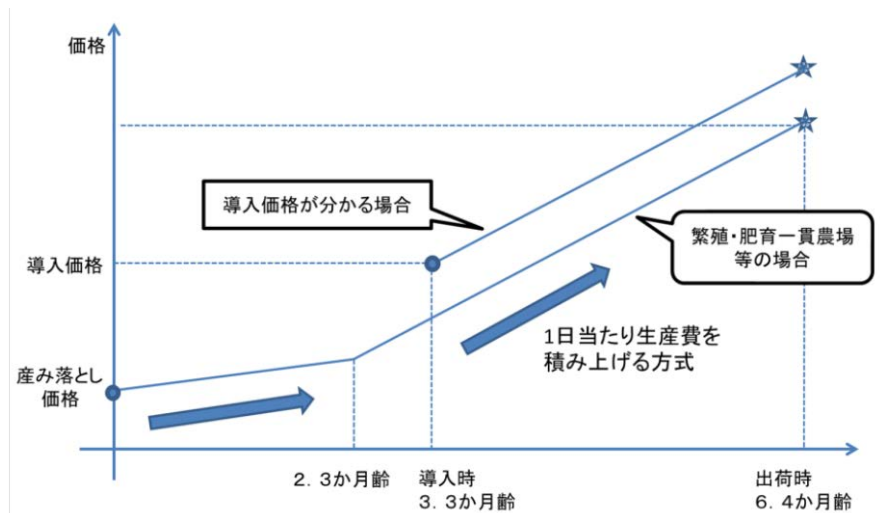 価格
導入価格が分かる場合
繁殖・肥育一貫農場
等の場合
導入価格
1日当たり生産費を
積み上げる方式
産み落とし
価格
2．3か月齢
導入時
3．3か月齢
出荷時
6．4か月齢